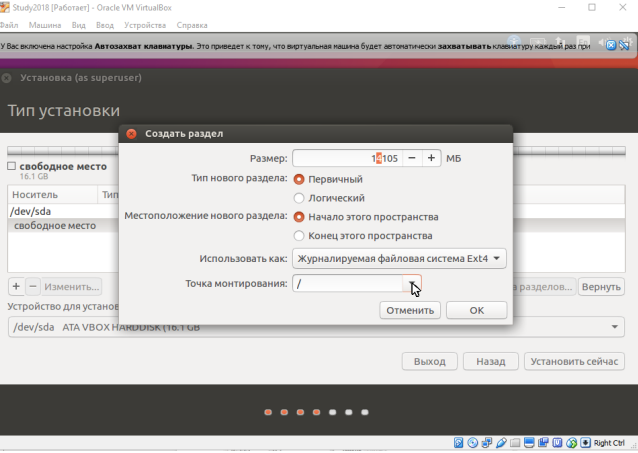 Study2018 [Работает] - Oracle VM VirtualBox
Файл Машина Вид Ввод Устройства Справка
У Вас включена настройка Автозахват клавиатуры. Это приведет к тому, что виртуальная машина будет автоматически захватывать клавиатуру каждый раз при
Установка (as superuser)
Тип установки
Создать раздел
Размер: 14105 − + МБ
Тип нового раздела: Первичный
Логический
Местоположение нового раздела: Начало этого пространства
Конец этого пространства
Использовать как: Журналируемая файловая система Ext4
Точка монтирования: /
Отменить OK
свободное место
16.1 GB
Носитель Тип
/dev/sda
свободное место
+ − Изменить... разделов... Вернуть
Устройство для установ
/dev/sda ATA VBOX HARDDISK (16.1 GB
Выход Назад Установить сейчас
Right Ctrl